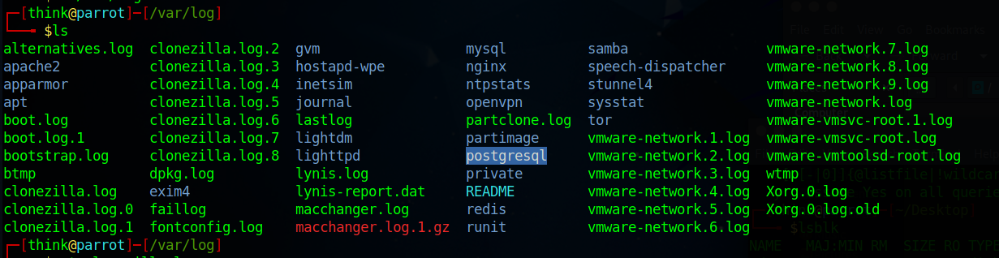 ┌─[think@parrot]─[/var/log]
└──╼ $ls
alternatives.log  clonezilla.log.2  gvm  mysql  samba  vmware-network.7.log
apache2  clonezilla.log.3  hostapd-wpe  nginx  speech-dispatcher  vmware-network.8.log
apparmor  clonezilla.log.4  inetsim  ntpstats  stunnel4  vmware-network.9.log
apt  clonezilla.log.5  journal  openvpn  sysstat  vmware-network.log
boot.log  clonezilla.log.6  lastlog  partclone.log  tor  vmware-vmsvc-root.1.log
boot.log.1  clonezilla.log.7  lightdm  partimage  vmware-network.1.log  vmware-vmsvc-root.log
bootstrap.log  clonezilla.log.8  lighttpd  postgresql  vmware-network.2.log  vmware-vmtoolsd-root.log
btmp  dpkg.log  lynis.log  private  vmware-network.3.log  wtmp
clonezilla.log  exim4  lynis-report.dat  README  vmware-network.4.log  Xorg.0.log
clonezilla.log.0  faillog  macchanger.log  redis  vmware-network.5.log  Xorg.0.log.old
clonezilla.log.1  fontconfig.log  macchanger.log.1.gz  runit  vmware-network.6.log
┌─[think@parrot]─[/var/log]
File Edit View Go Bookmarks
Yes on all queries
$lsblk
NAME MAJ:MIN RM SIZE RO TYPE